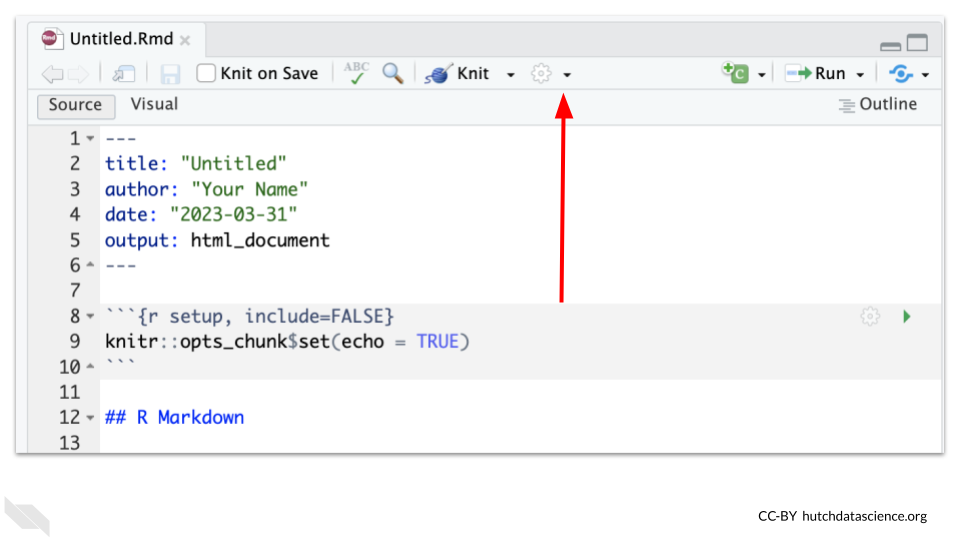 Rmd Untitled.Rmd
Knit on Save ABC Knit C Run
Source Visual Outline
1 ---
2 title: "Untitled"
3 author: "Your Name"
4 date: "2023-03-31"
5 output: html_document
6 ---
7
8 ```{r setup, include=FALSE}
9 knitr::opts_chunk$set(echo = TRUE)
10 ```
11
12 ## R Markdown
13
CC-BY hutchdatascience.org